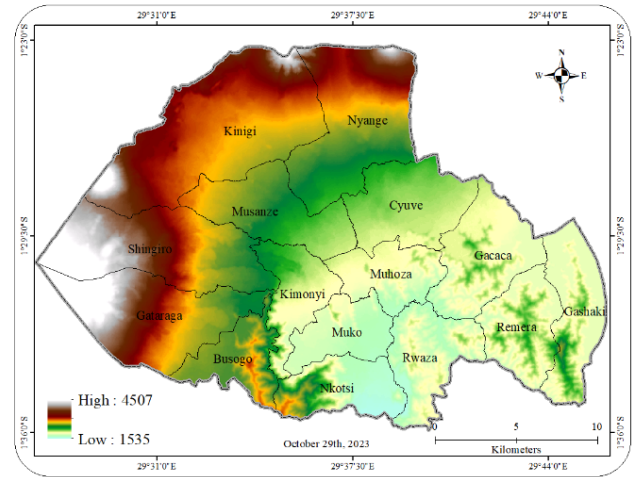 29°31'0"E 29°37'30"E 29°44'0"E
1°23'0"S
1°23'0"S
N
W E
S
Nyange
Kinigi
Musanze
Cyuve
1°29'30"S
1°29'30"S
Shingiro
Gacaca
Muhoza
Kimonyi
Gataraga
Gashaki
Remera
Muko
Busogo
Rwaza
Nkotsi
High : 4507
Low : 1535
October 29th, 2023
0 5 10
Kilometers
1°36'0"S
1°36'0"S
29°31'0"E 29°37'30"E 29°44'0"E